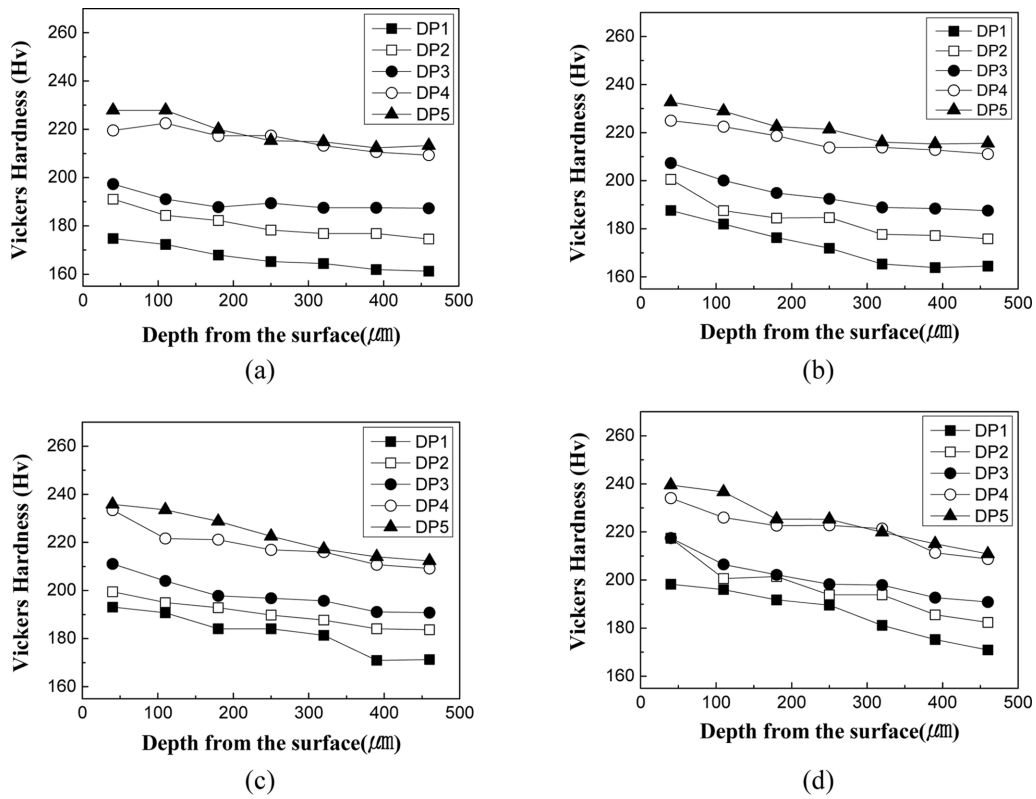 260
240
220
200
180
160
0 100 200 300 400 500
Vickers Hardness (Hv)
Depth from the surface(㎛)
DP1
DP2
DP3
DP4
DP5
(a)
260
240
220
200
180
160
0 100 200 300 400 500
Vickers Hardness (Hv)
Depth from the surface(㎛)
DP1
DP2
DP3
DP4
DP5
(b)
260
240
220
200
180
160
0 100 200 300 400 500
Vickers Hardness (Hv)
Depth from the surface(㎛)
DP1
DP2
DP3
DP4
DP5
(c)
260
240
220
200
180
160
0 100 200 300 400 500
Vickers Hardness (Hv)
Depth from the surface(㎛)
DP1
DP2
DP3
DP4
DP5
(d)